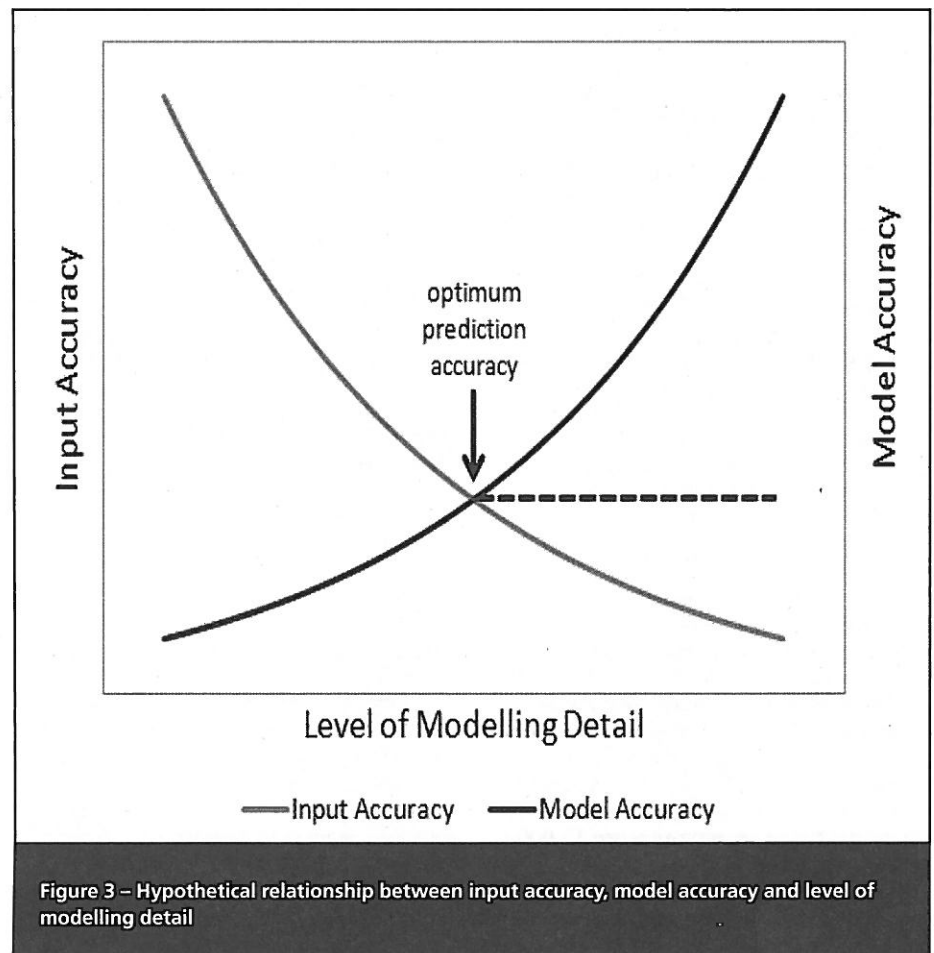 optimum
prediction
accuracy
Input Accuracy
Model Accuracy
Level of Modelling Detail
Input Accuracy Model Accuracy
Figure 3 – Hypothetical relationship between input accuracy, model accuracy and level of
modelling detail